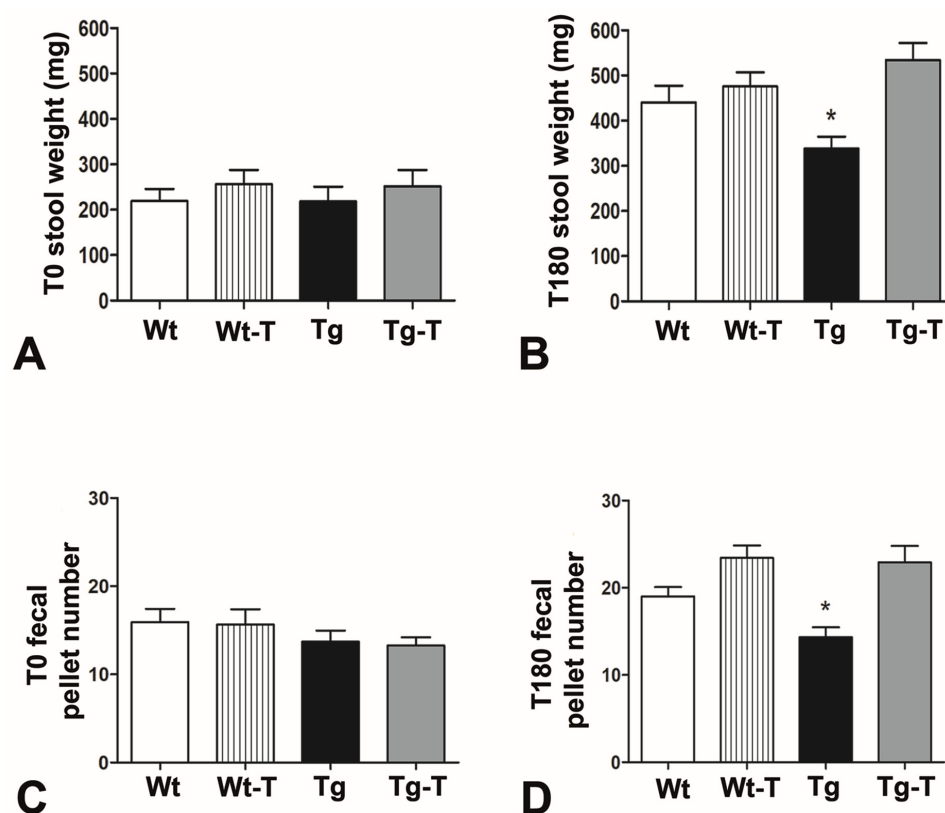 T0 stool weight (mg)
600
500
400
300
200
100
0
Wt Wt-T Tg Tg-T
A
T180 stool weight (mg)
600
500
400
300
200
100
0
*
Wt Wt-T Tg Tg-T
B
T0 fecal
pellet number
30
20
10
0
Wt Wt-T Tg Tg-T
C
T180 fecal
pellet number
30
20
10
0
*
Wt Wt-T Tg Tg-T
D